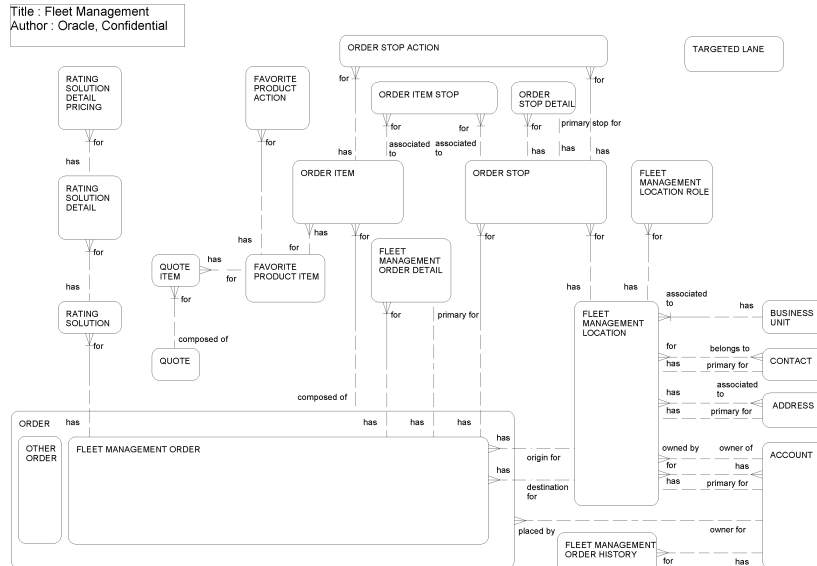 Title : Fleet Management
Author : Oracle, Confidential
ORDER STOP ACTION
TARGETED LANE
for
for
RATING
SOLUTION
DETAIL
PRICING
FAVORITE
PRODUCT
ACTION
ORDER ITEM STOP
ORDER
STOP DETAIL
for
for
for
for
for
primary stop for
associated
to
associated
to
has
has
has
has
has
RATING
SOLUTION
DETAIL
ORDER ITEM
ORDER STOP
FLEET
MANAGEMENT
LOCATION ROLE
for
has
has
for
for
for
for
for
FLEET
MANAGEMENT
ORDER DETAIL
QUOTE
ITEM
has
for
FAVORITE
PRODUCT ITEM
has
has
has
for
for
primary for
associated
to
has
RATING
SOLUTION
FLEET
MANAGEMENT
LOCATION
BUSINESS
UNIT
for
composed of
QUOTE
for
belongs to
has
primary for
CONTACT
composed of
has
associated
to
has
primary for
ADDRESS
ORDER
has
has
has
has
OTHER
ORDER
FLEET MANAGEMENT ORDER
has
origin for
has
destination
for
owned by
owner of
for
has
has
primary for
ACCOUNT
placed by
owner for
FLEET MANAGEMENT
ORDER HISTORY
for
has